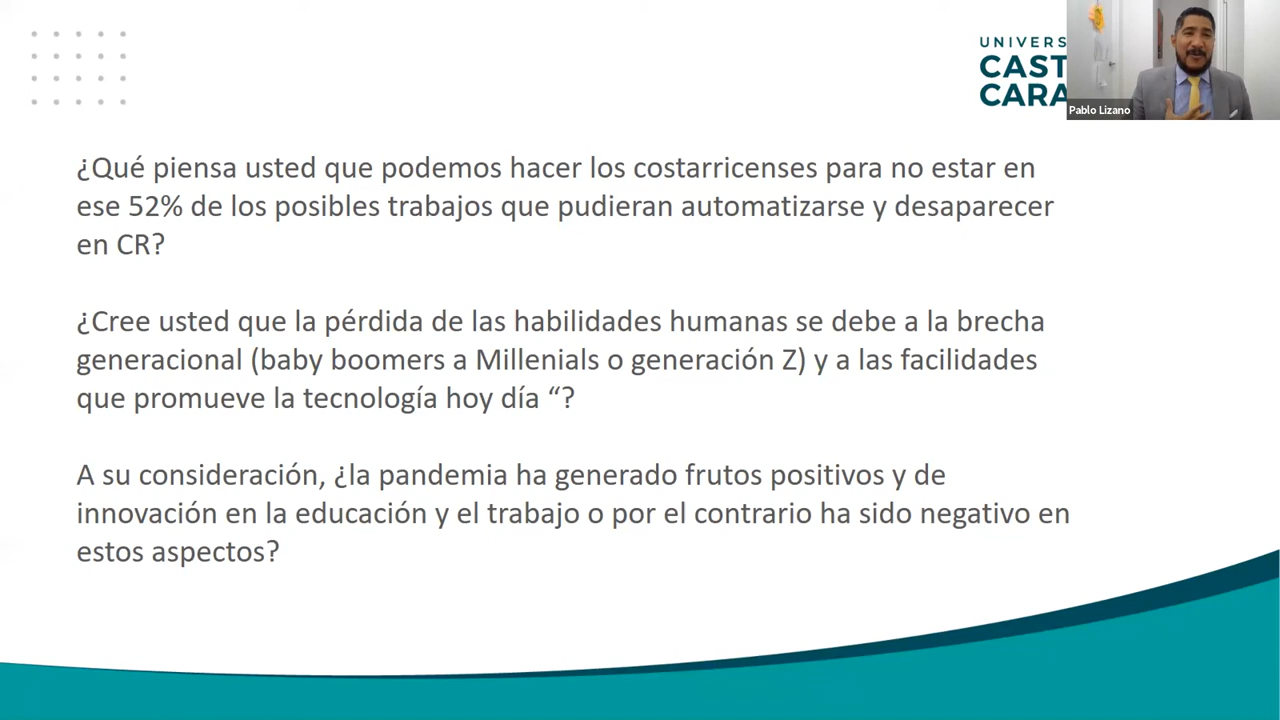 UNIVERS
CAST
CARA
Pablo Lizano
¿Qué piensa usted que podemos hacer los costarricenses para no estar en
ese 52% de los posibles trabajos que pudieran automatizarse y desaparecer
en CR?
¿Cree usted que la pérdida de las habilidades humanas se debe a la brecha
generacional (baby boomers a Millenials o generación Z) y a las facilidades
que promueve la tecnología hoy día “?
A su consideración, ¿la pandemia ha generado frutos positivos y de
innovación en la educación y el trabajo o por el contrario ha sido negativo en
estos aspectos?